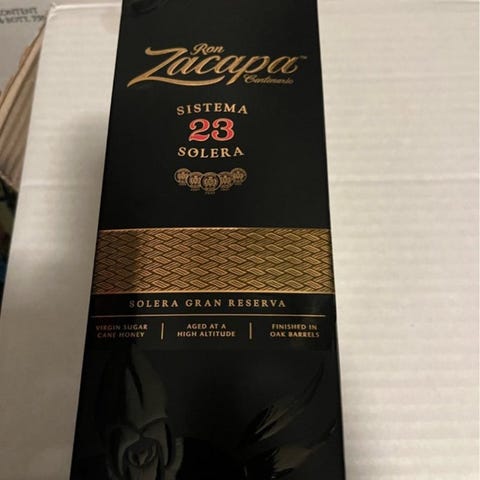 Ron
Zacapa™
Centenario
SISTEMA
23
SOLERA
SOLERA GRAN RESERVA
VIRGIN SUGAR
CANE HONEY
AGED AT A
HIGH ALTITUDE
FINISHED IN
OAK BARRELS